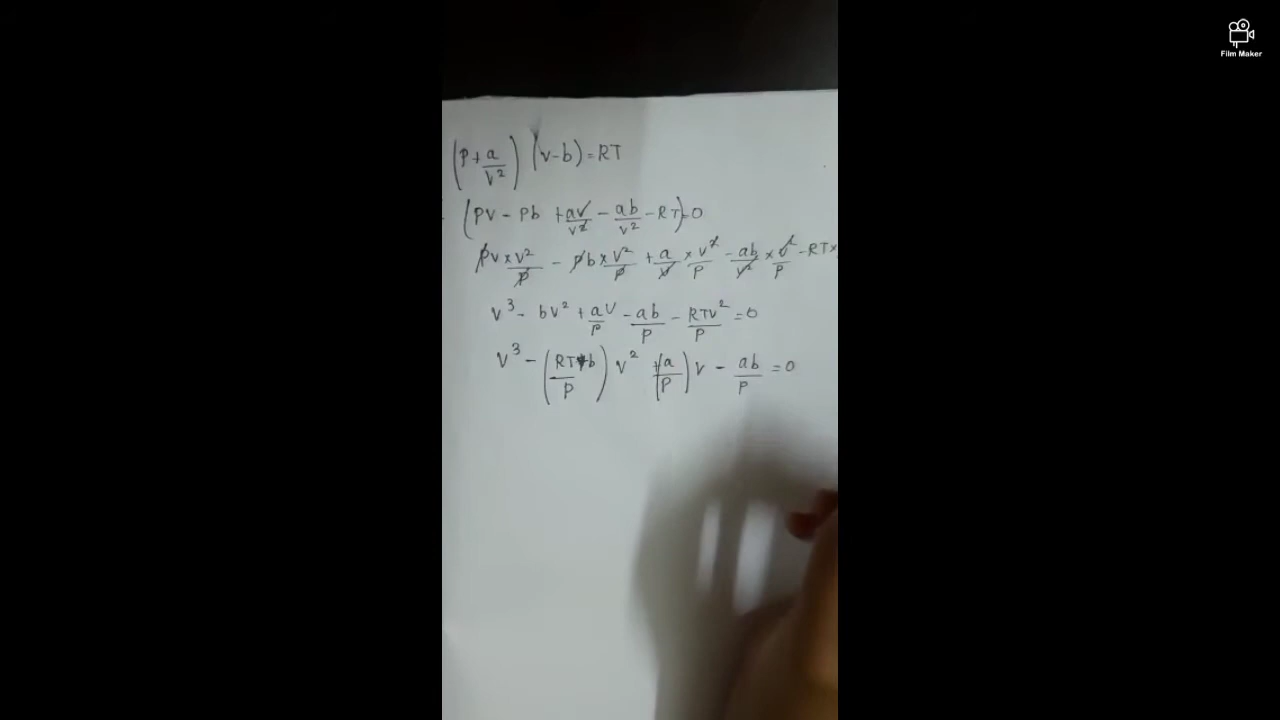 Film Maker
(P + a/V²) (V-b) = RT
(PV - Pb + aV/V² - ab/V² - RT) = 0
PV × V²/P - Pb × V²/P + a/V × V²/P - ab/V² × V²/P - RT ×
V³ - bV² + aV/P - ab/P - RTV²/P = 0
V³ - (RT/P + b) V² + (a/P) V - ab/P = 0